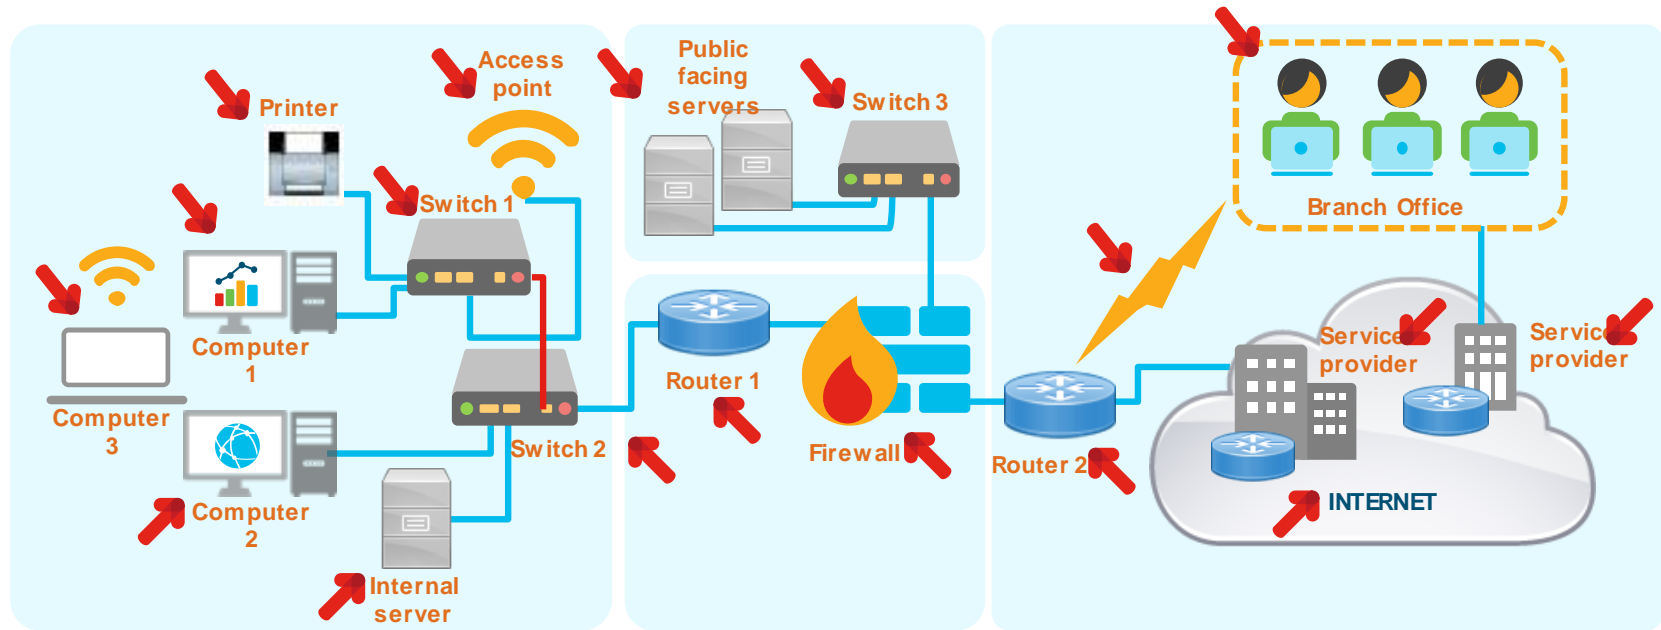 Access
point
Printer
Switch 1
Computer
1
Computer
3
Computer
2
Switch 2
Internal
server
Public
facing
servers
Switch 3
Router 1
Firewall
Router 2
Branch Office
Service
provider
Service
provider
INTERNET